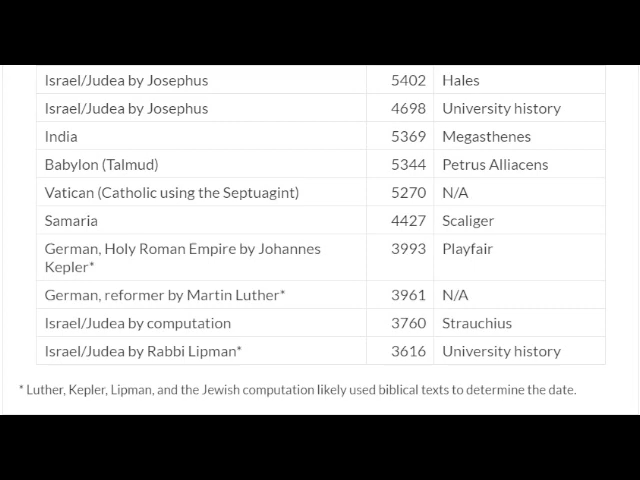 Israel/Judea by Josephus 5402 Hales
Israel/Judea by Josephus 4698 University history
India 5369 Megasthenes
Babylon (Talmud) 5344 Petrus Alliacens
Vatican (Catholic using the Septuagint) 5270 N/A
Samaria 4427 Scaliger
German, Holy Roman Empire by Johannes 3993 Playfair
Kepler*
German, reformer by Martin Luther* 3961 N/A
Israel/Judea by computation 3760 Strauchius
Israel/Judea by Rabbi Lipman* 3616 University history
* Luther, Kepler, Lipman, and the Jewish computation likely used biblical texts to determine the date.